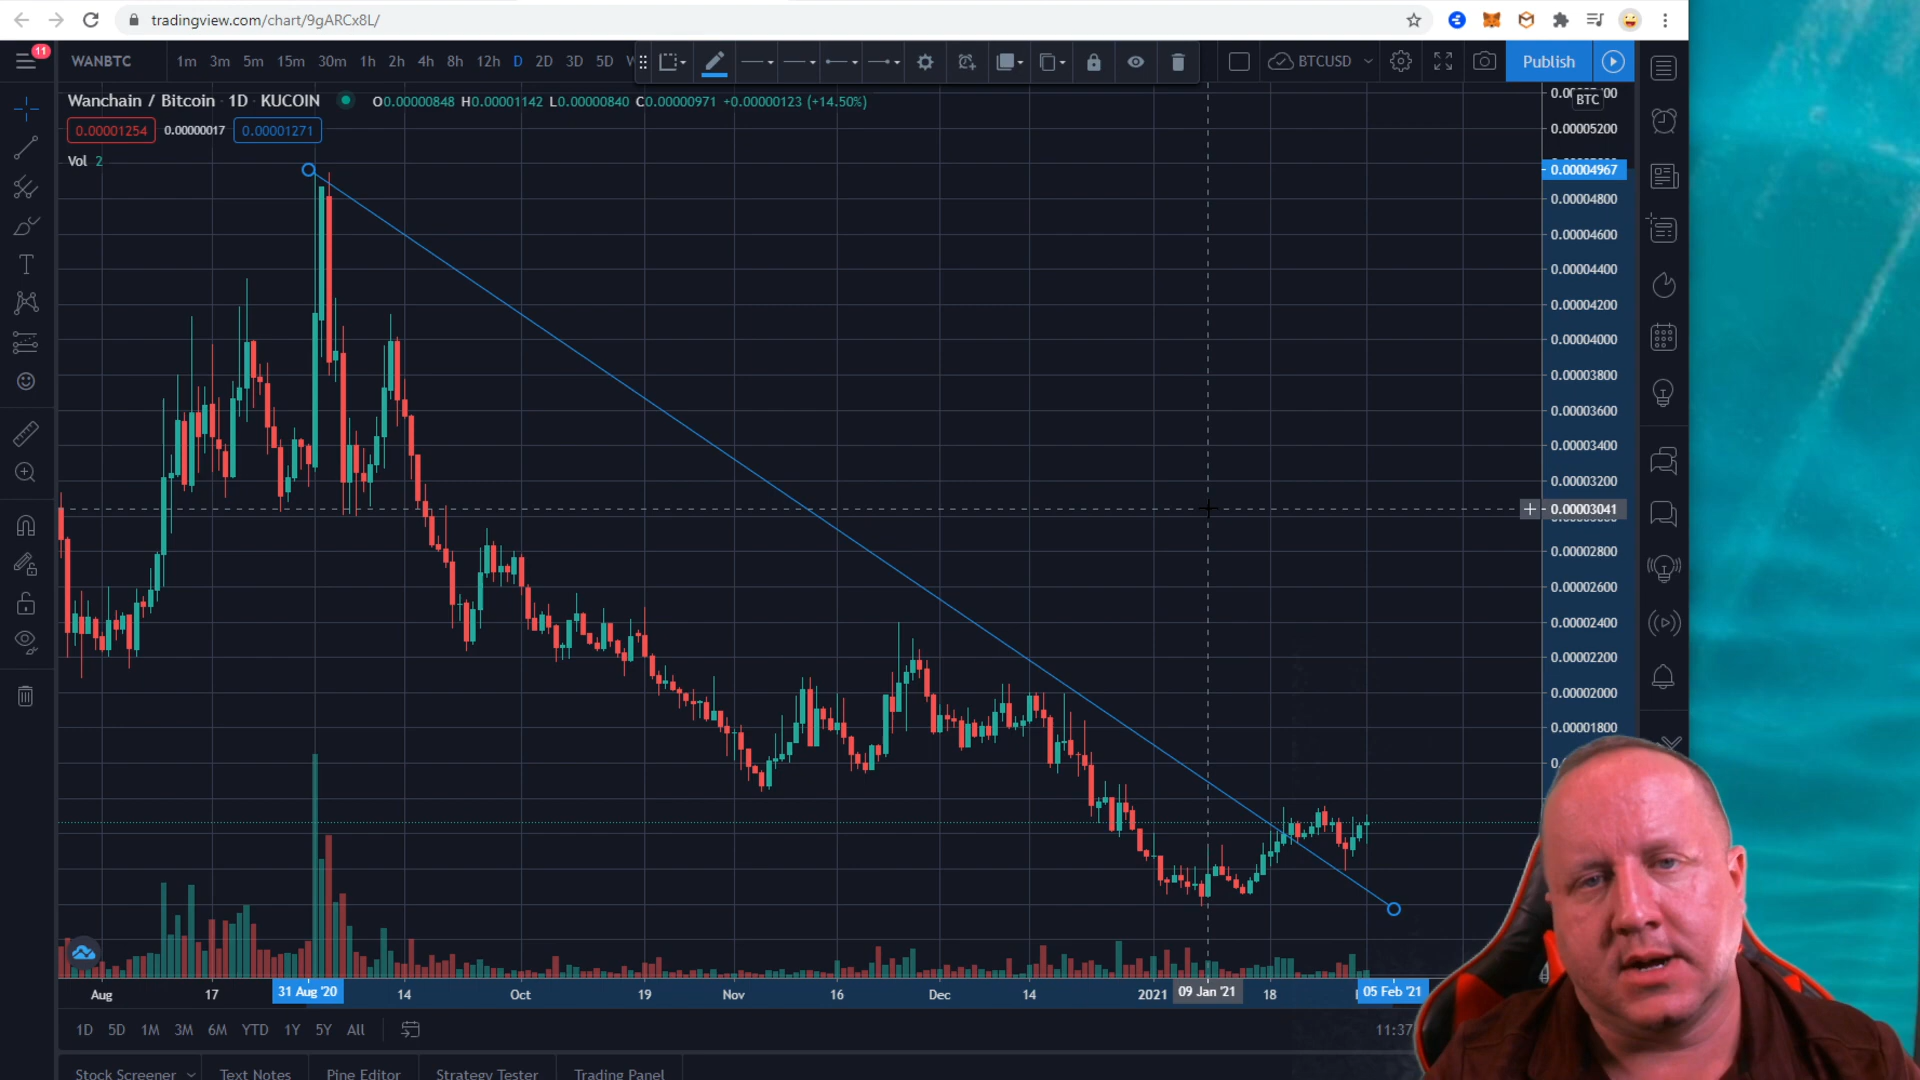 tradingview.com/chart/9gARCx8L/
11
WANBTC 1m 3m 5m 15m 30m 1h 2h 4h 8h 12h D 2D 3D 5D W BTCUSD Publish
Wanchain / Bitcoin · 1D · KUCOIN O0.00000848 H0.00001142 L0.00000840 C0.00000971 +0.00000123 (+14.50%)
BTC
0.00001254 0.00000017 0.00001271
0.00005200
Vol 2
0.00004967
0.00004800
0.00004600
0.00004400
0.00004200
0.00004000
0.00003800
0.00003600
0.00003400
0.00003200
0.00003041
0.00002800
0.00002600
0.00002400
0.00002200
0.00002000
0.00001800
Aug 17 31 Aug '20 14 Oct 19 Nov 16 Dec 14 2021 09 Jan '21 18 05 Feb '21
1D 5D 1M 3M 6M YTD 1Y 5Y All 11:37
Stock Screener Text Notes Pine Editor Strategy Tester Trading Panel